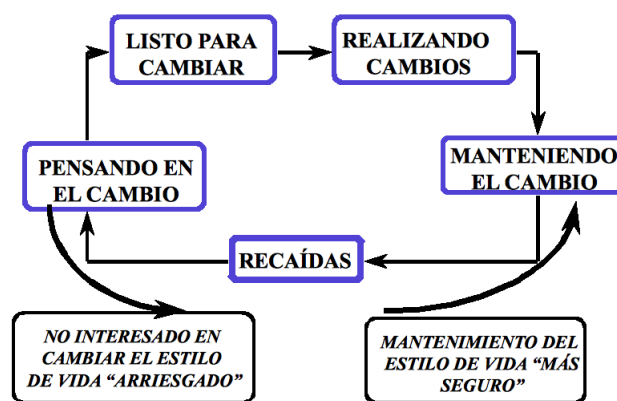 LISTO PARA
CAMBIAR
REALIZANDO
CAMBIOS
PENSANDO EN
EL CAMBIO
MANTENIENDO
EL CAMBIO
RECAÍDAS
NO INTERESADO EN
CAMBIAR EL ESTILO
DE VIDA “ARRIESGADO”
MANTENIMIENTO DEL
ESTILO DE VIDA “MÁS
SEGURO”